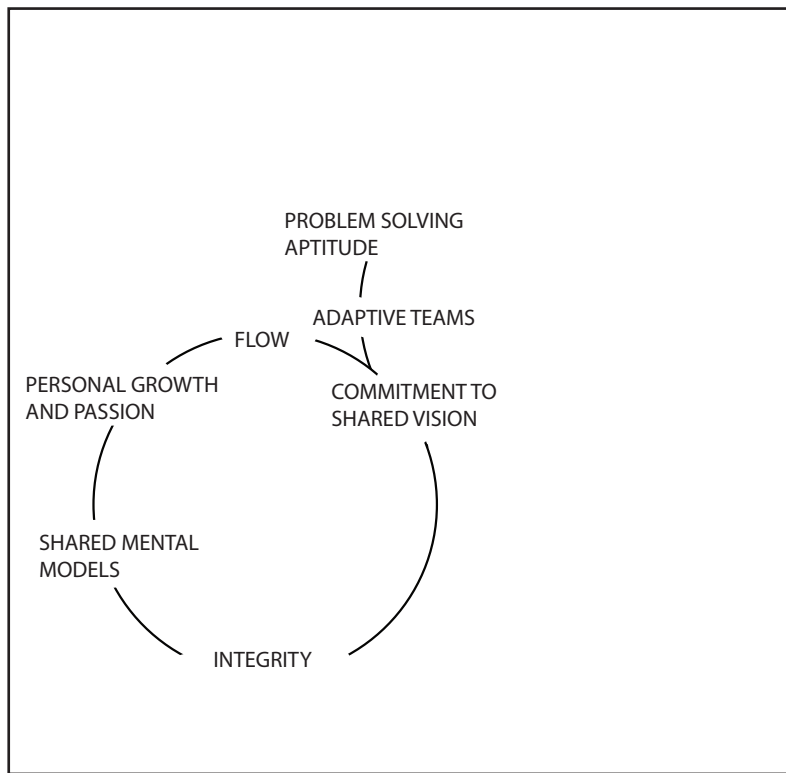 PROBLEM SOLVING
APTITUDE
ADAPTIVE TEAMS
FLOW
PERSONAL GROWTH
AND PASSION
COMMITMENT TO
SHARED VISION
SHARED MENTAL
MODELS
INTEGRITY